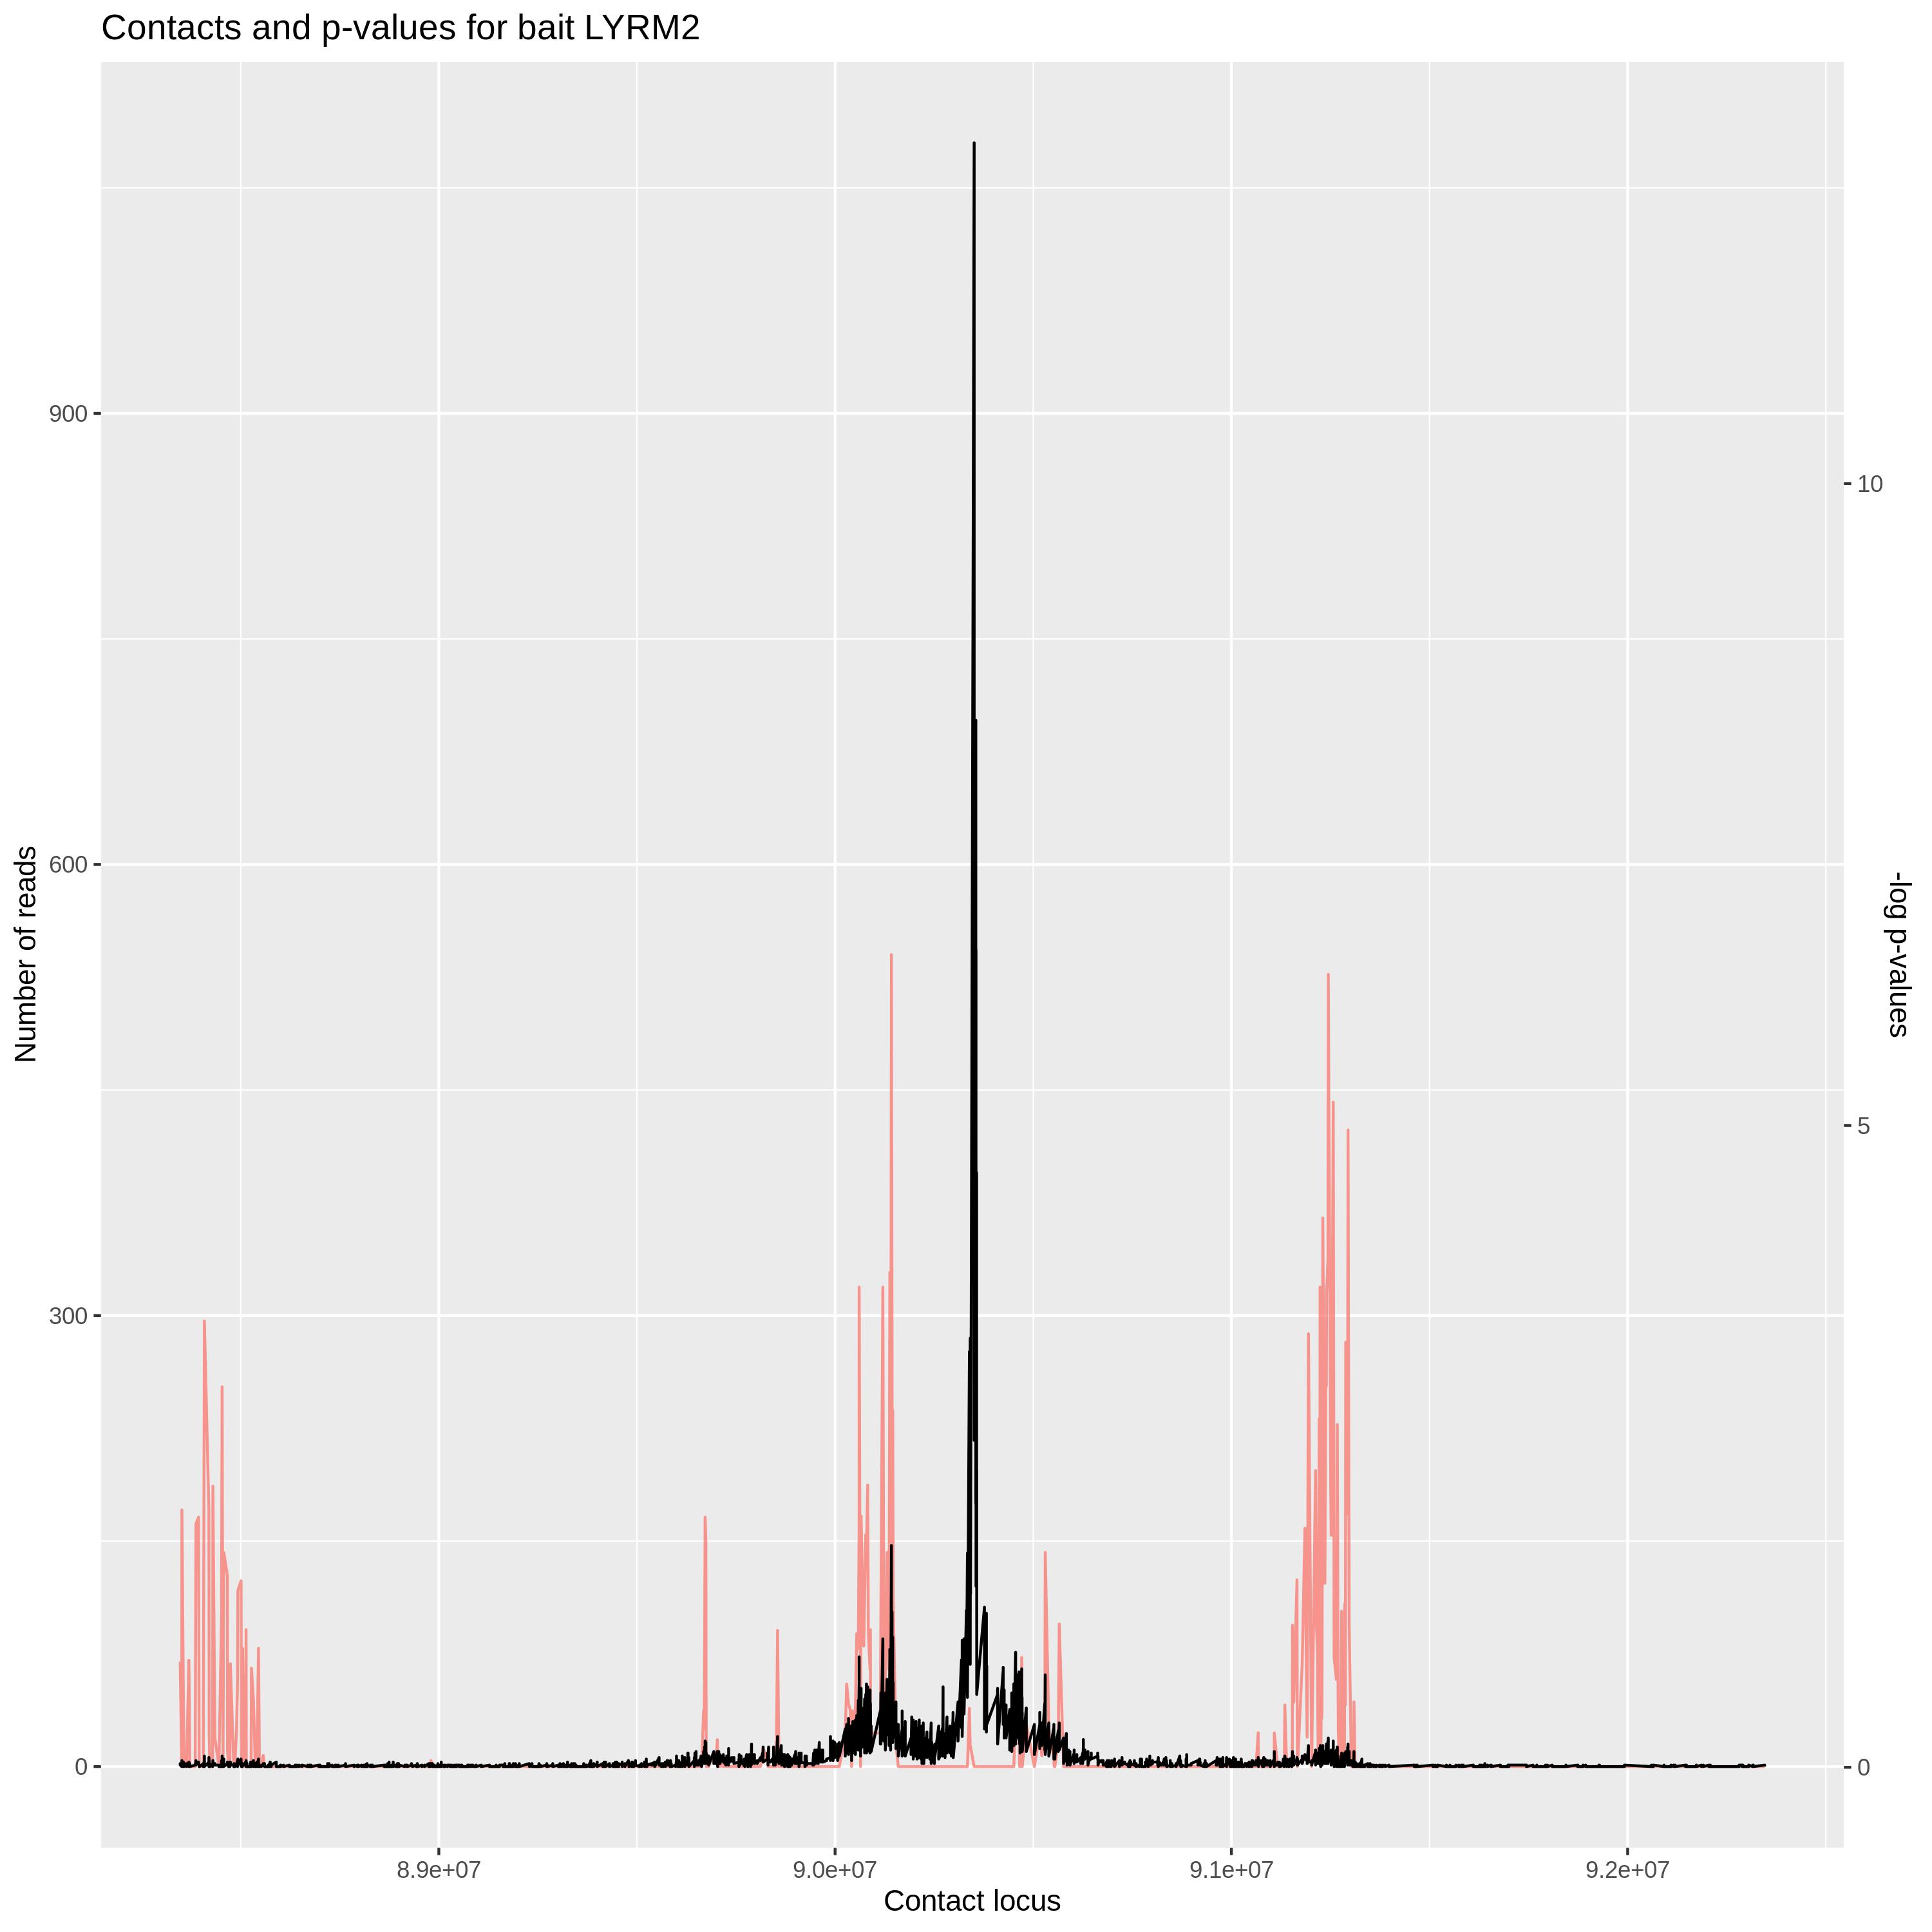 Contacts and p-values for bait LYRM2
900
600
300
0
Number of reads
10
5
0
-log p-values
8.9e+07
9.0e+07
9.1e+07
9.2e+07
Contact locus